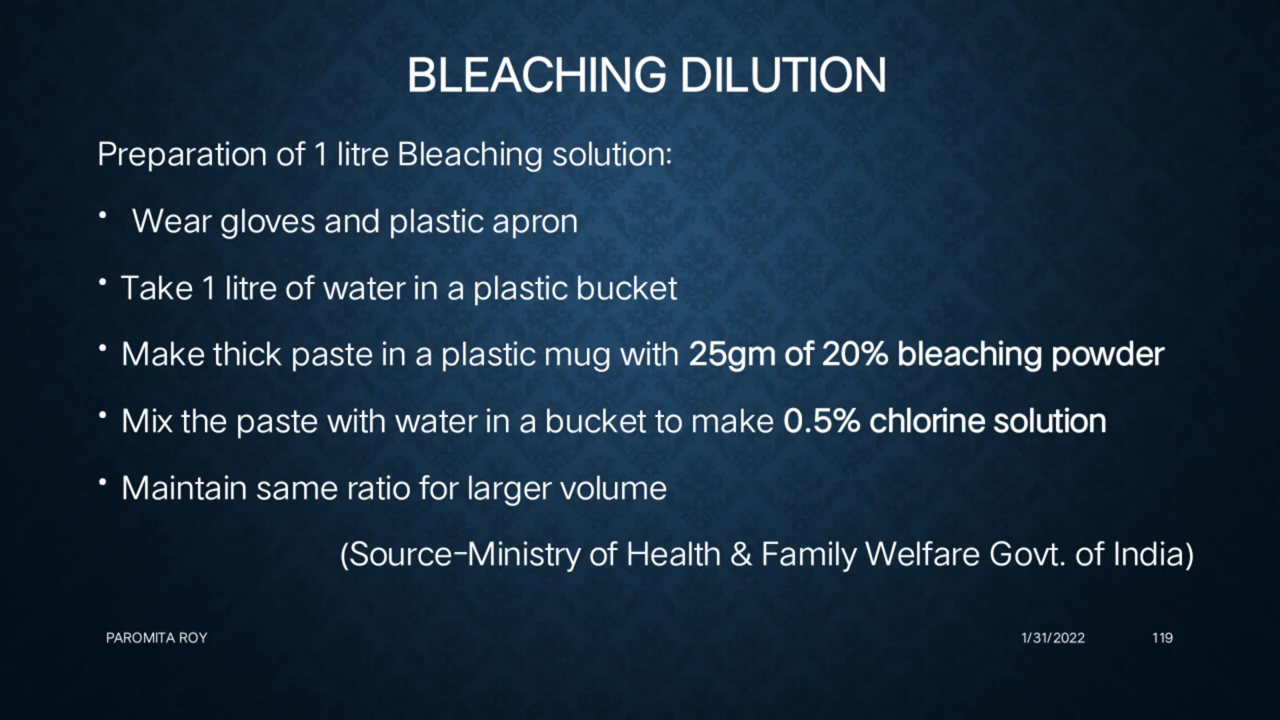 BLEACHING DILUTION
Preparation of 1 litre Bleaching solution:
• Wear gloves and plastic apron
• Take 1 litre of water in a plastic bucket
• Make thick paste in a plastic mug with 25gm of 20% bleaching powder
• Mix the paste with water in a bucket to make 0.5% chlorine solution
• Maintain same ratio for larger volume
(Source-Ministry of Health & Family Welfare Govt. of India)
PAROMITA ROY 1/31/2022 119